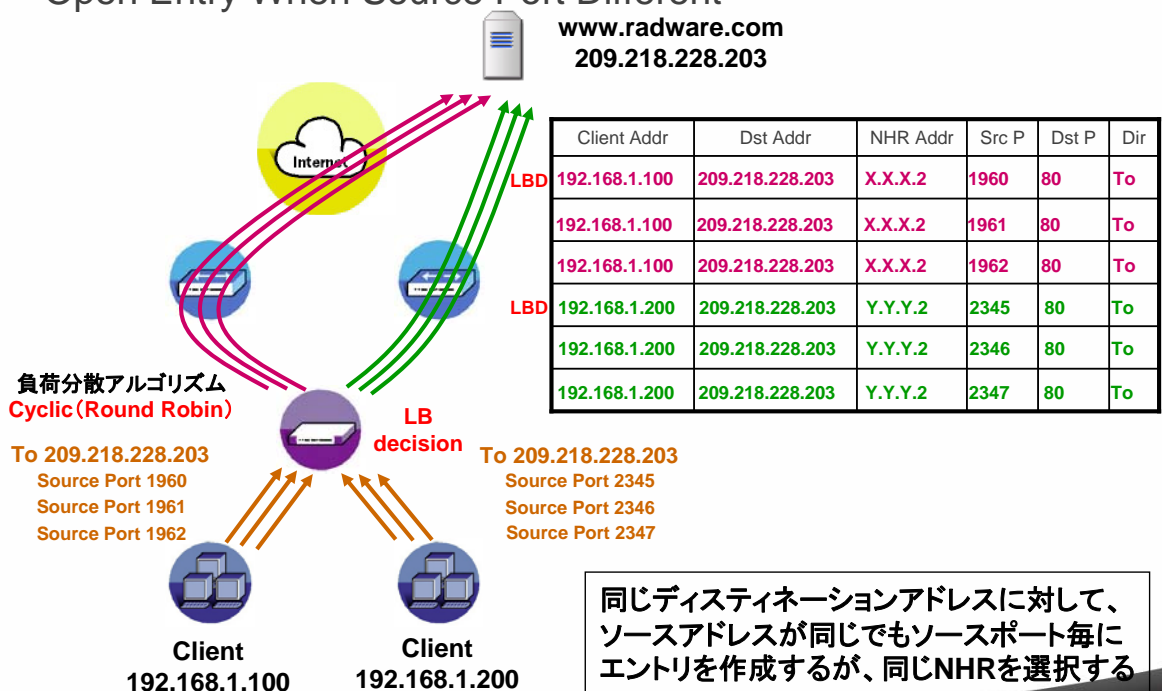 Open Entry When Source Port Different
www.radware.com
209.218.228.203
Internet
Client Addr Dst Addr NHR Addr Src P Dst P Dir
LBD 192.168.1.100 209.218.228.203 X.X.X.2 1960 80 To
192.168.1.100 209.218.228.203 X.X.X.2 1961 80 To
192.168.1.100 209.218.228.203 X.X.X.2 1962 80 To
LBD 192.168.1.200 209.218.228.203 Y.Y.Y.2 2345 80 To
192.168.1.200 209.218.228.203 Y.Y.Y.2 2346 80 To
192.168.1.200 209.218.228.203 Y.Y.Y.2 2347 80 To
負荷分散アルゴリズム
Cyclic（Round Robin）
LB
decision
To 209.218.228.203
Source Port 1960
Source Port 1961
Source Port 1962
To 209.218.228.203
Source Port 2345
Source Port 2346
Source Port 2347
Client
192.168.1.100
Client
192.168.1.200
同じディスティネーションアドレスに対して、
ソースアドレスが同じでもソースポート毎に
エントリを作成するが、同じNHRを選択する